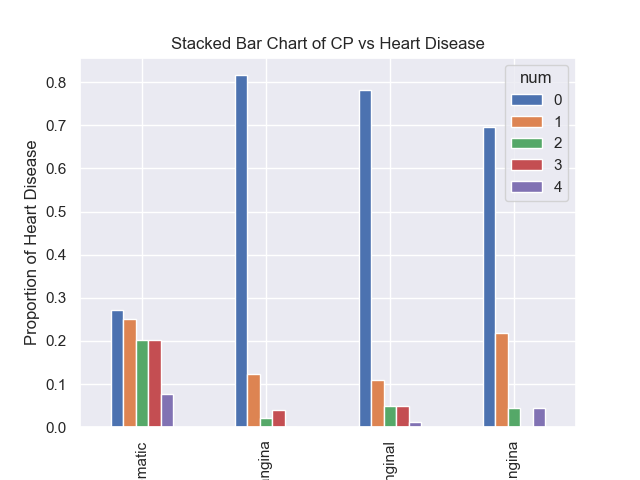 Stacked Bar Chart of CP vs Heart Disease
num
0
1
2
3
4
Proportion of Heart Disease
0.8
0.7
0.6
0.5
0.4
0.3
0.2
0.1
0.0
matic
angina
nginal
ngina